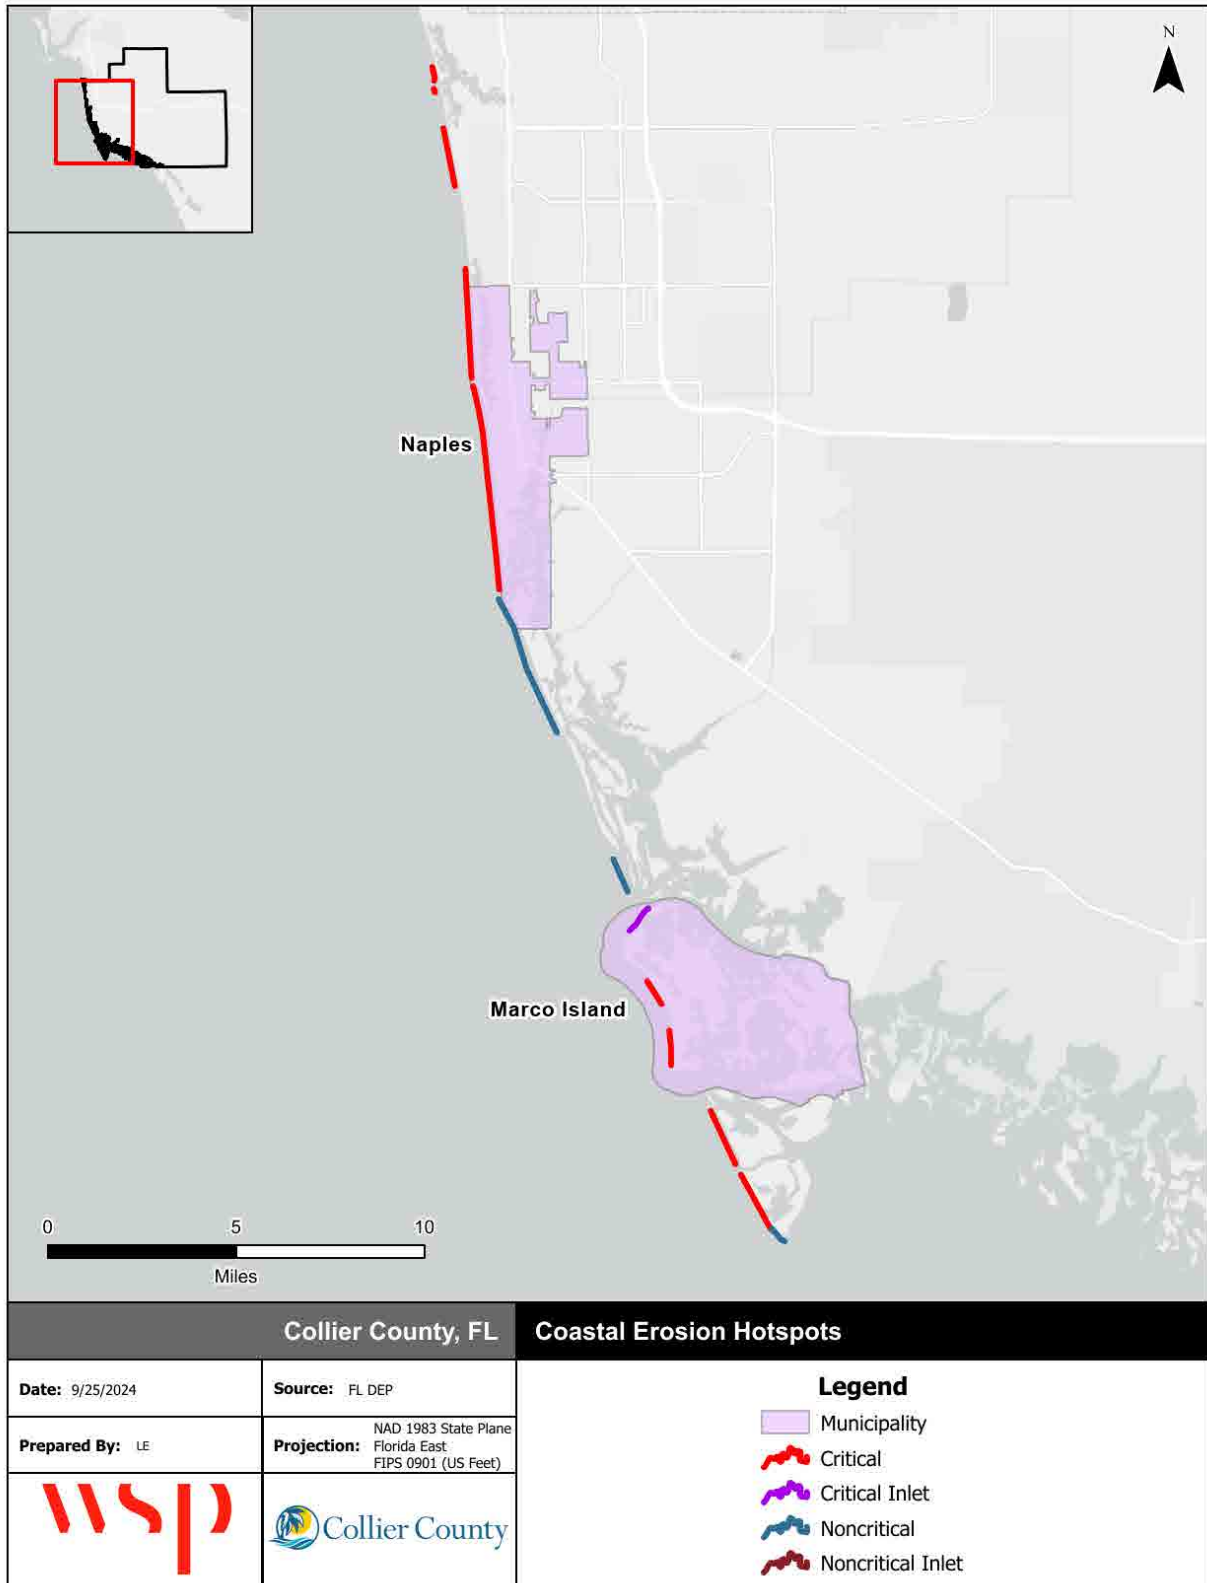 N
Naples
Marco Island
0 5 10
Miles
Collier County, FL
Coastal Erosion Hotspots
Date: 9/25/2024
Source: FL DEP
Prepared By: LE
Projection: NAD 1983 State Plane
Florida East
FIPS 0901 (US Feet)
wsp
Collier County
Legend
Municipality
Critical
Critical Inlet
Noncritical
Noncritical Inlet